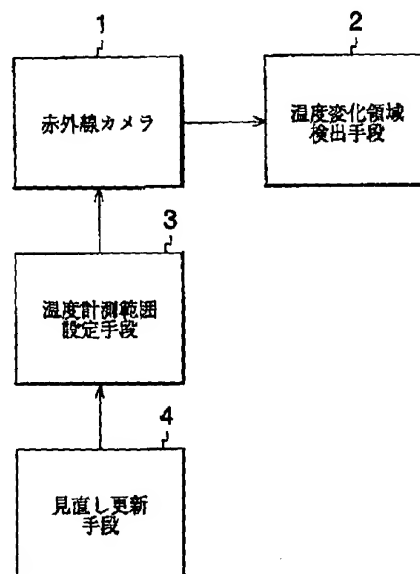 1
赤外線カメラ
2
温度変化領域
検出手段
3
温度計測範囲
設定手段
4
見直し更新
手段